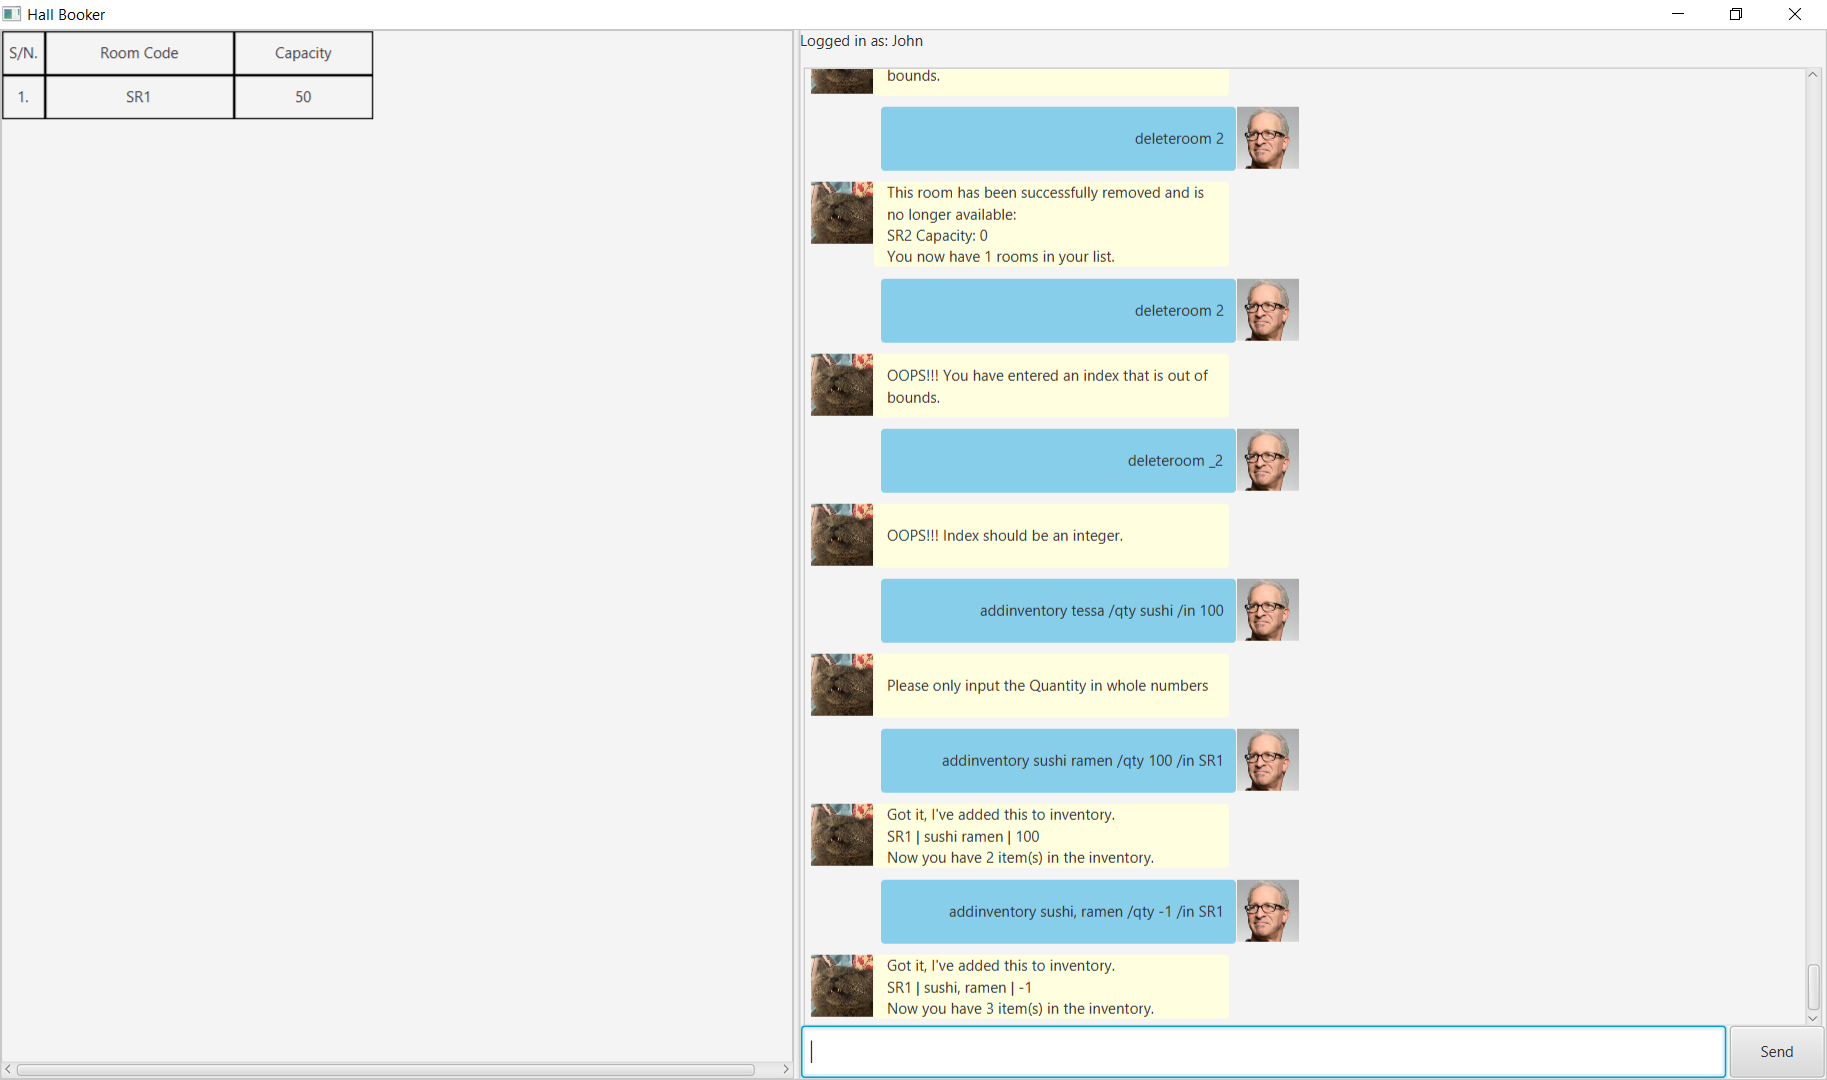 Hall Booker
S/N. Room Code Capacity
1. SR1 50
Logged in as: John
bounds.
deleteroom 2
This room has been successfully removed and is
no longer available:
SR2 Capacity: 0
You now have 1 rooms in your list.
deleteroom 2
OOPS!!! You have entered an index that is out of
bounds.
deleteroom _2
OOPS!!! Index should be an integer.
addinventory tessa /qty sushi /in 100
Please only input the Quantity in whole numbers
addinventory sushi ramen /qty 100 /in SR1
Got it, I've added this to inventory.
SR1 | sushi ramen | 100
Now you have 2 item(s) in the inventory.
addinventory sushi, ramen /qty -1 /in SR1
Got it, I've added this to inventory.
SR1 | sushi, ramen | -1
Now you have 3 item(s) in the inventory.
Send